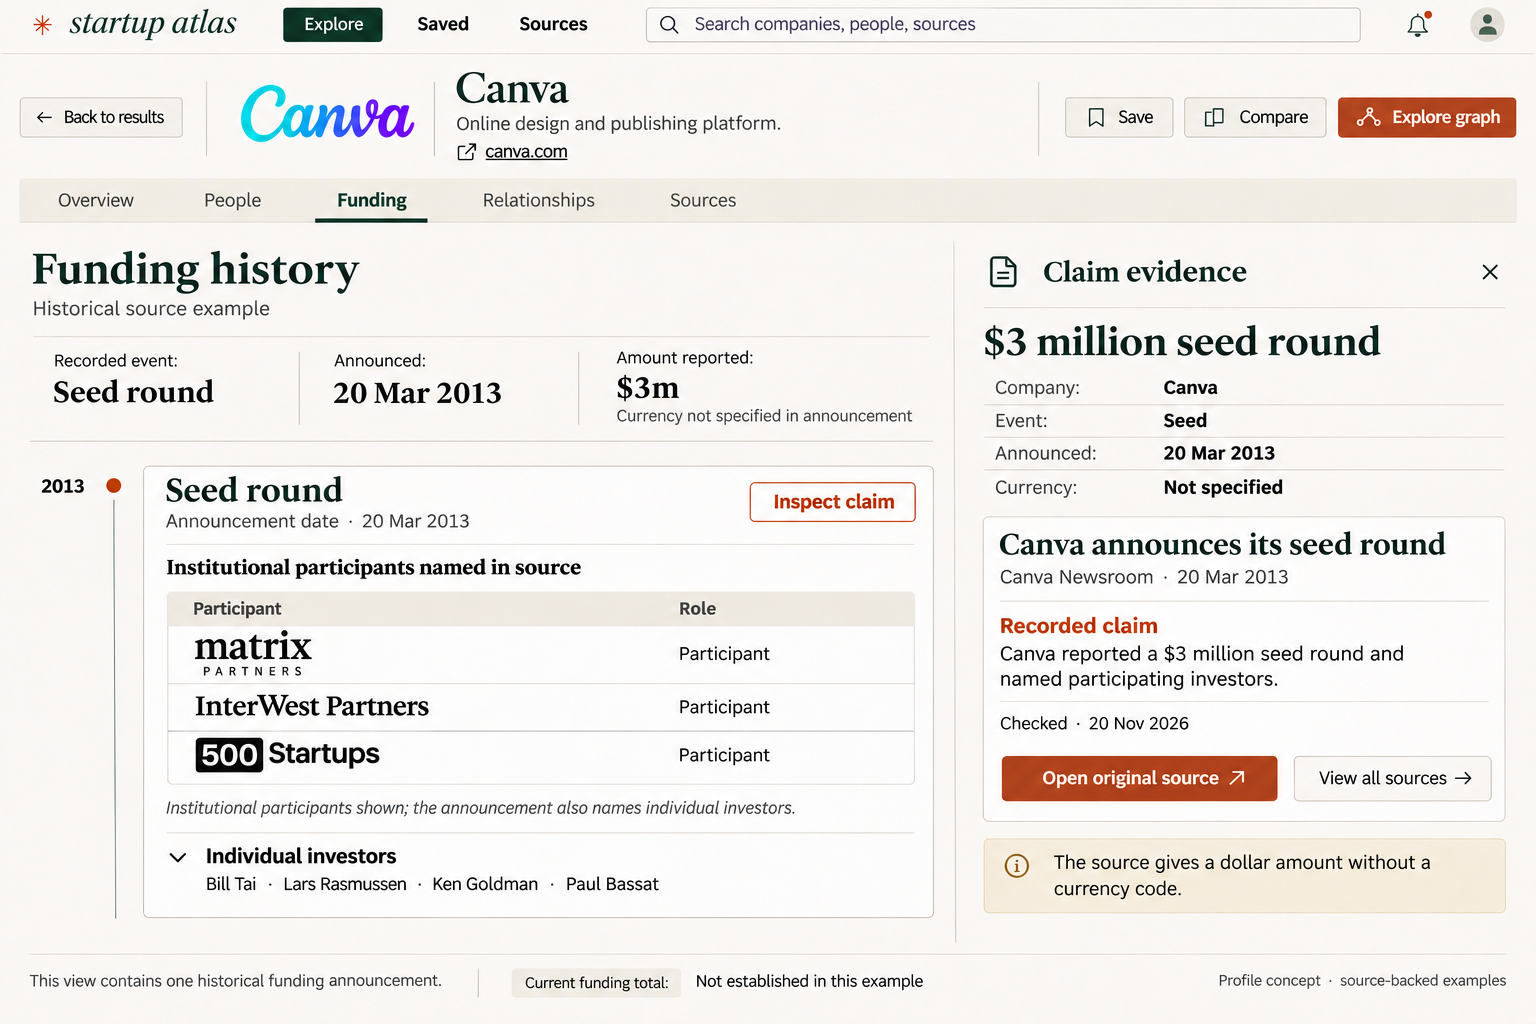 startup atlas
Explore
Saved
Sources
Search companies, people, sources
Back to results
Canva
Canva
Online design and publishing platform.
canva.com
Save
Compare
Explore graph
Overview
People
Funding
Relationships
Sources
Funding history
Historical source example
Recorded event:
Seed round
Announced:
20 Mar 2013
Amount reported:
$3m
Currency not specified in announcement
2013
Seed round
Announcement date · 20 Mar 2013
Inspect claim
Institutional participants named in source
Participant Role
matrix
PARTNERS
Participant
InterWest Partners Participant
500 Startups Participant
Institutional participants shown; the announcement also names individual investors.
Individual investors
Bill Tai · Lars Rasmussen · Ken Goldman · Paul Bassat
Claim evidence
$3 million seed round
Company: Canva
Event: Seed
Announced: 20 Mar 2013
Currency: Not specified
Canva announces its seed round
Canva Newsroom · 20 Mar 2013
Recorded claim
Canva reported a $3 million seed round and
named participating investors.
Checked · 20 Nov 2026
Open original source
View all sources
The source gives a dollar amount without a
currency code.
This view contains one historical funding announcement.
Current funding total: Not established in this example
Profile concept · source-backed examples